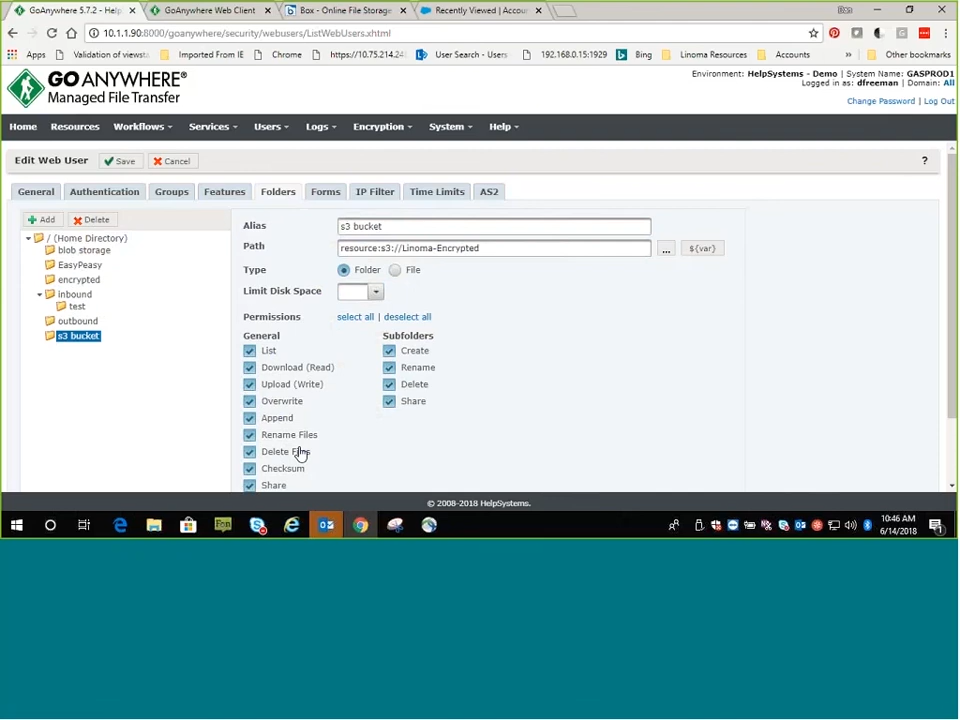 GoAnywhere 5.7.2 - Help
GoAnywhere Web Client
Box - Online File Storage
Recently Viewed | Accou
10.1.1.90:8000/goanywhere/security/webusers/ListWebUsers.xhtml
Apps
Validation of viewst
Imported From IE
Chrome
https://10.75.214.24
User Search - Users
192.168.0.15:1929
Bing
Linoma Resources
Accounts
»
Other bookmarks
GO ANYWHERE®
Managed File Transfer
Environment: HelpSystems - Demo | System Name: GASPROD1
Logged in as: dfreeman | Domain: All
Change Password | Log Out
Home Resources Workflows Services Users Logs Encryption System Help
Edit Web User Save Cancel ?
General Authentication Groups Features Folders Forms IP Filter Time Limits AS2
Add Delete
/ (Home Directory)
blob storage
EasyPeasy
encrypted
inbound
test
outbound
s3 bucket
Alias s3 bucket
Path resource:s3://Linoma-Encrypted ... ${var}
Type Folder File
Limit Disk Space
Permissions select all | deselect all
General Subfolders
List Create
Download (Read) Rename
Upload (Write) Delete
Overwrite Share
Append
Rename Files
Delete Files
Checksum
Share
© 2008-2018 HelpSystems.
10:46 AM
6/14/2018